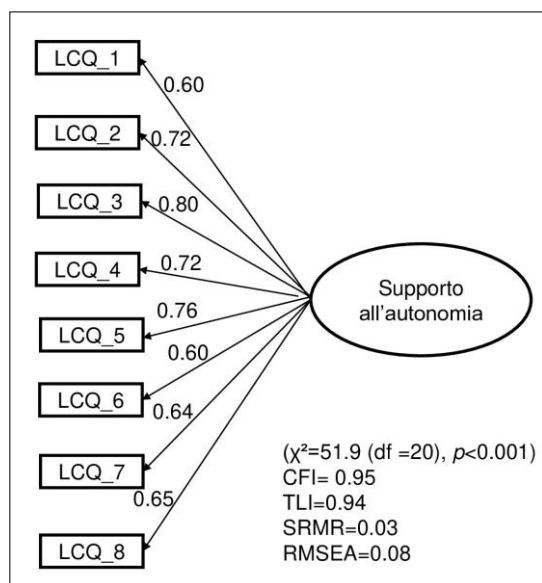 LCQ_1
0.60
LCQ_2
0.72
LCQ_3
0.80
LCQ_4
0.72
LCQ_5
0.76
LCQ_6
0.60
LCQ_7
0.64
LCQ_8
0.65
Supporto
all’autonomia
(χ²=51.9 (df =20), p<0.001)
CFI= 0.95
TLI=0.94
SRMR=0.03
RMSEA=0.08